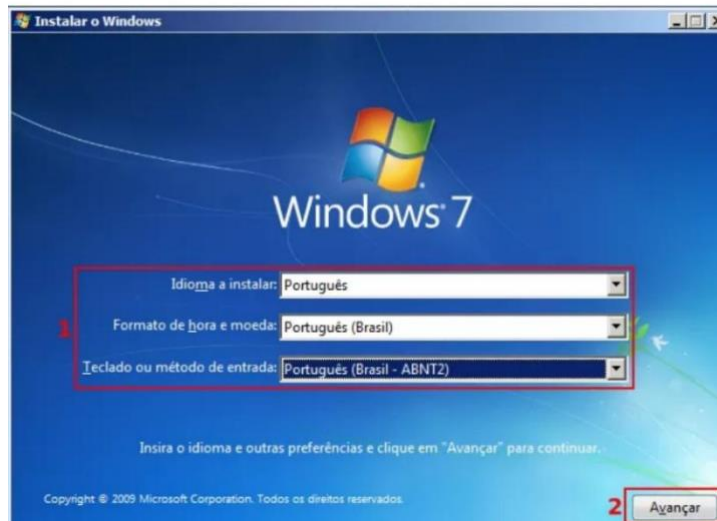 Instalar o Windows
Windows 7
1
Idioma a instalar: Português
Formato de hora e moeda: Português (Brasil)
Teclado ou método de entrada: Português (Brasil - ABNT2)
Insira o idioma e outras preferências e clique em "Avançar" para continuar.
Copyright © 2009 Microsoft Corporation. Todos os direitos reservados.
2 Avançar